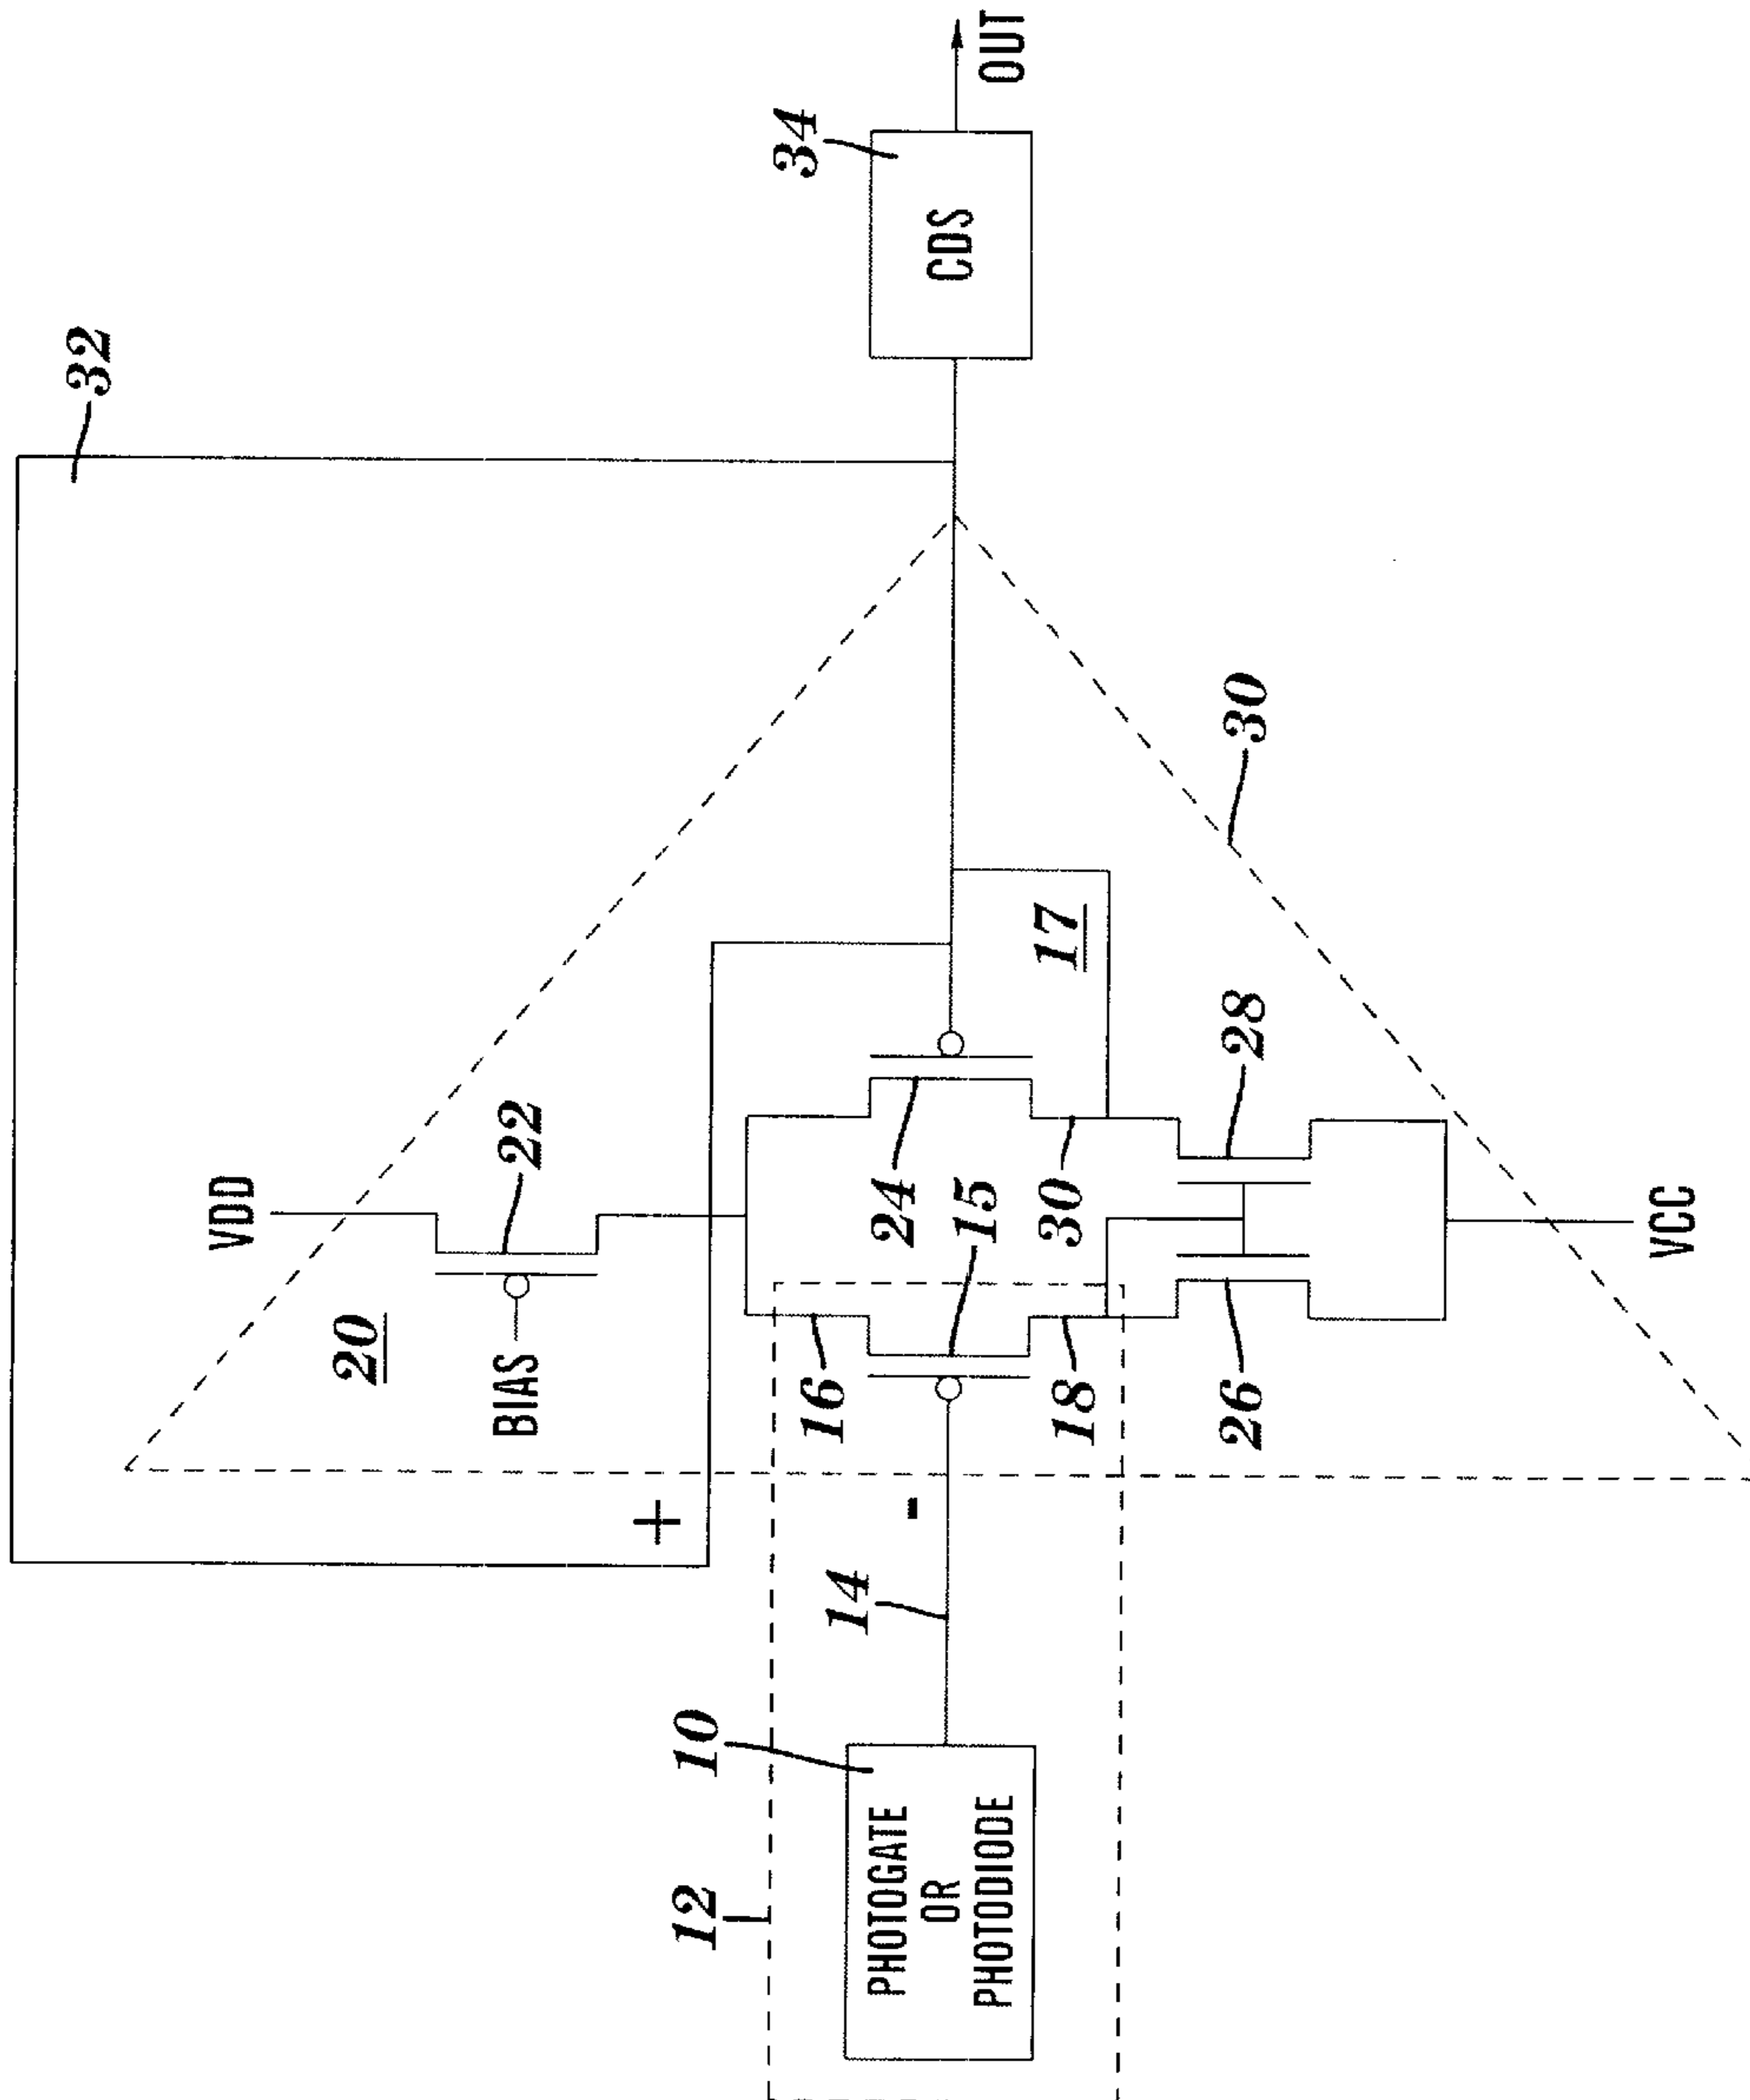 32
VDD
20
22
BIAS
+
34
CDS
OUT
12
10
14
-
16
24
15
17
PHOTOGATE
OR
PHOTODIODE
18
30
26
28
30
VCC